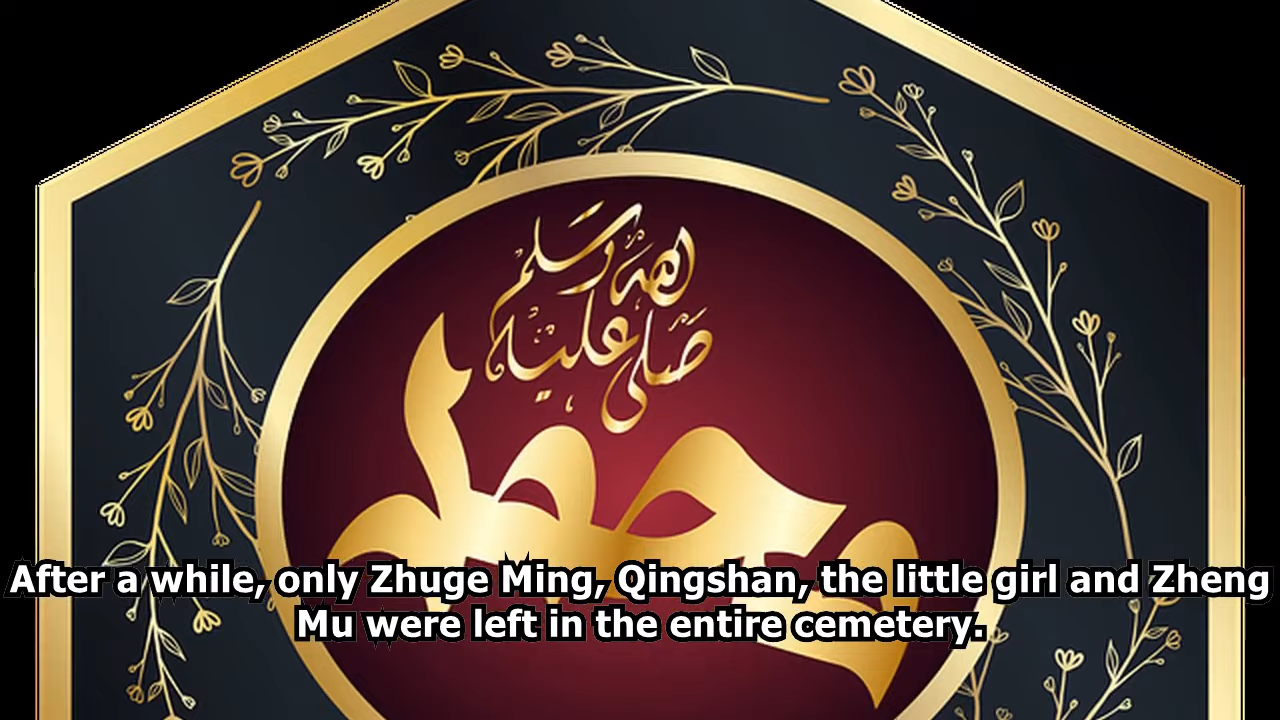 صلى الله عليه وسلم
محمد
After a while, only Zhuge Ming, Qingshan, the little girl and Zheng
Mu were left in the entire cemetery.